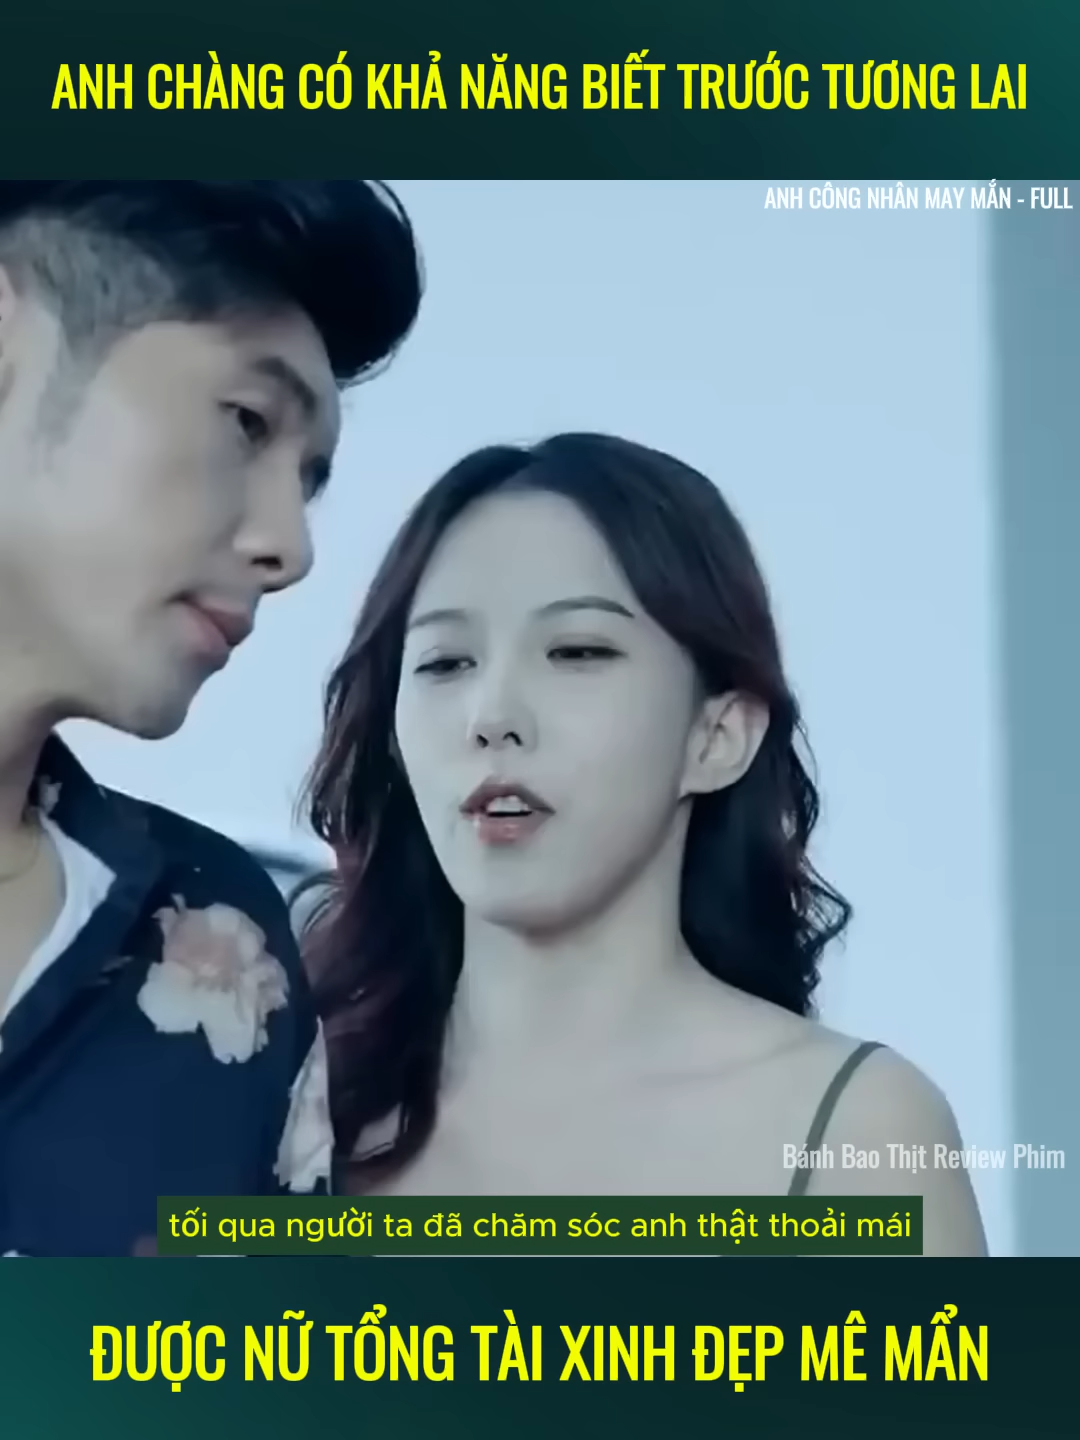 ANH CHÀNG CÓ KHẢ NĂNG BIẾT TRƯỚC TƯƠNG LAI
ANH CÔNG NHÂN MAY MẮN - FULL
Bánh Bao Thịt Review Phim
tối qua người ta đã chăm sóc anh thật thoải mái
ĐƯỢC NỮ TỔNG TÀI XINH ĐẸP MÊ MẨN